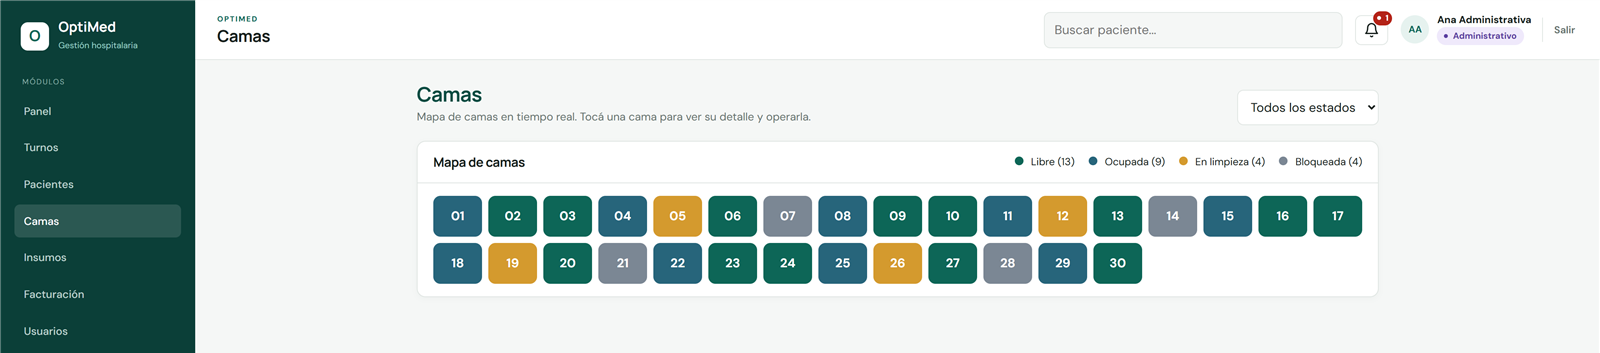 O
OptiMed
Gestión hospitalaria
MÓDULOS
Panel
Turnos
Pacientes
Camas
Insumos
Facturación
Usuarios
OPTIMED
Camas
Buscar paciente...
1
AA
Ana Administrativa
Administrativo
Salir
Camas
Mapa de camas en tiempo real. Tocá una cama para ver su detalle y operarla.
Todos los estados
Mapa de camas
Libre (13) Ocupada (9) En limpieza (4) Bloqueada (4)
01 02 03 04 05 06 07 08 09 10 11 12 13 14 15 16 17
18 19 20 21 22 23 24 25 26 27 28 29 30